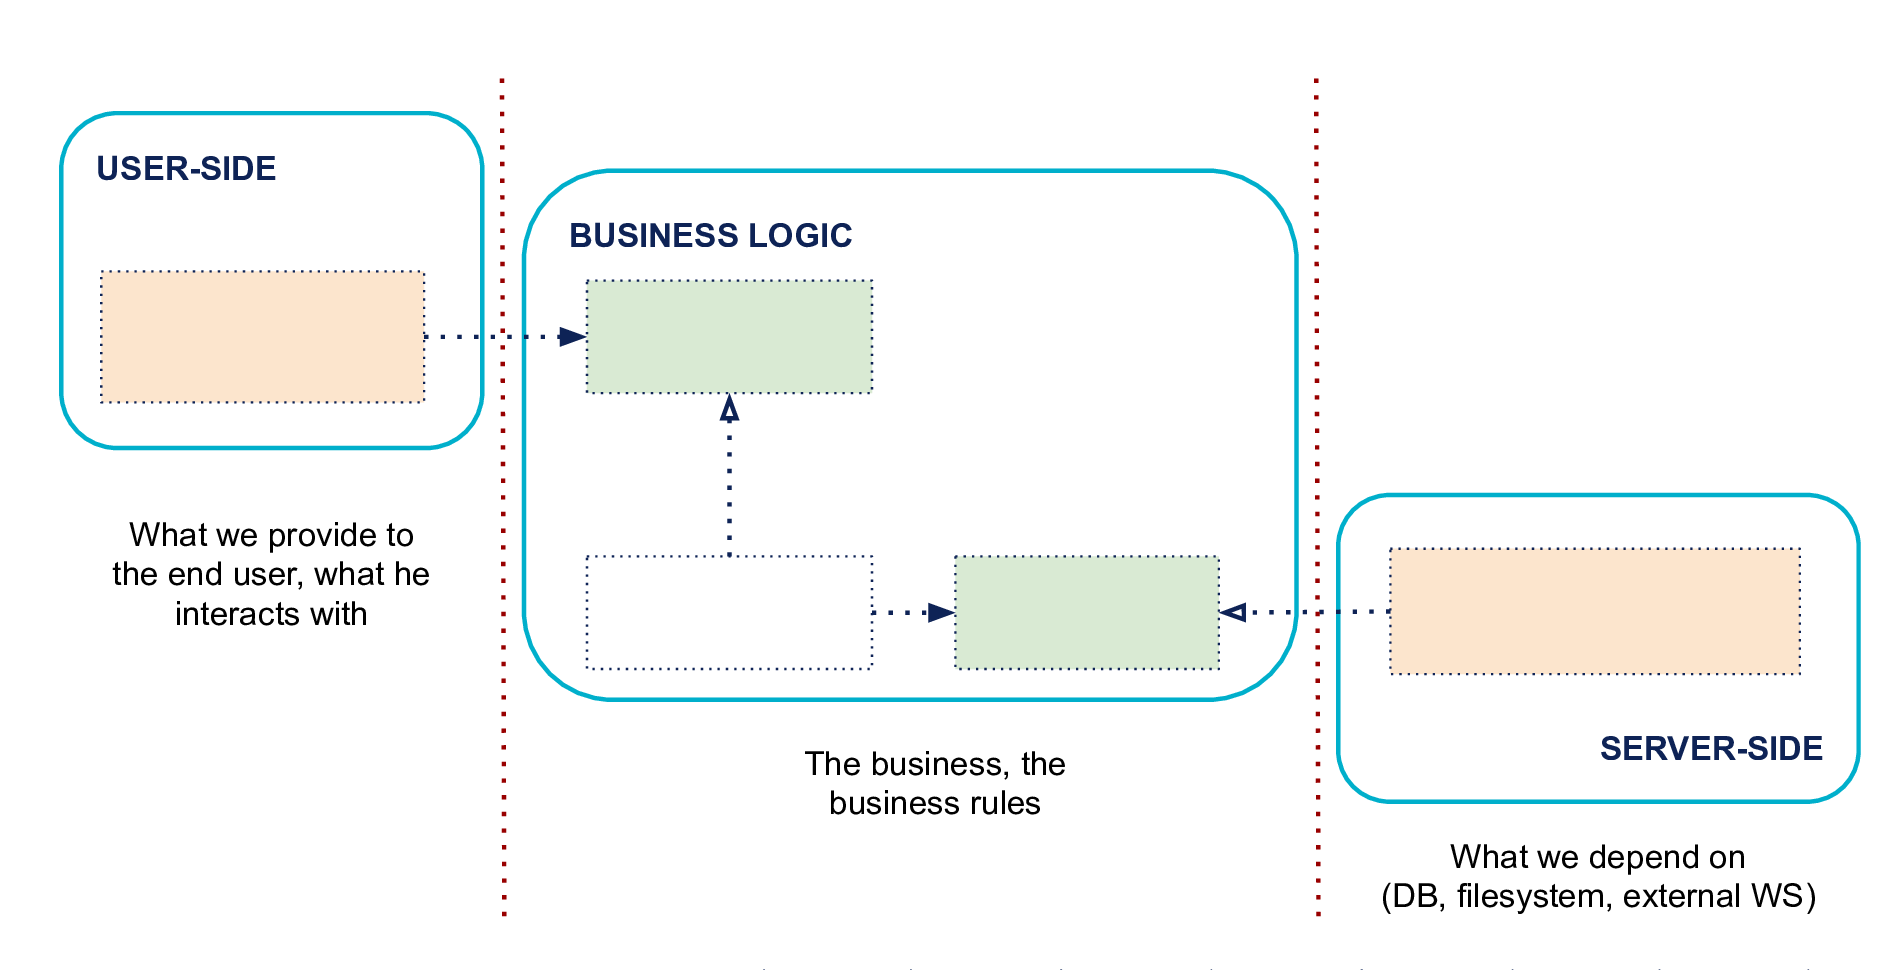 USER-SIDE
BUSINESS LOGIC
What we provide to
the end user, what he
interacts with
The business, the
business rules
SERVER-SIDE
What we depend on
(DB, filesystem, external WS)